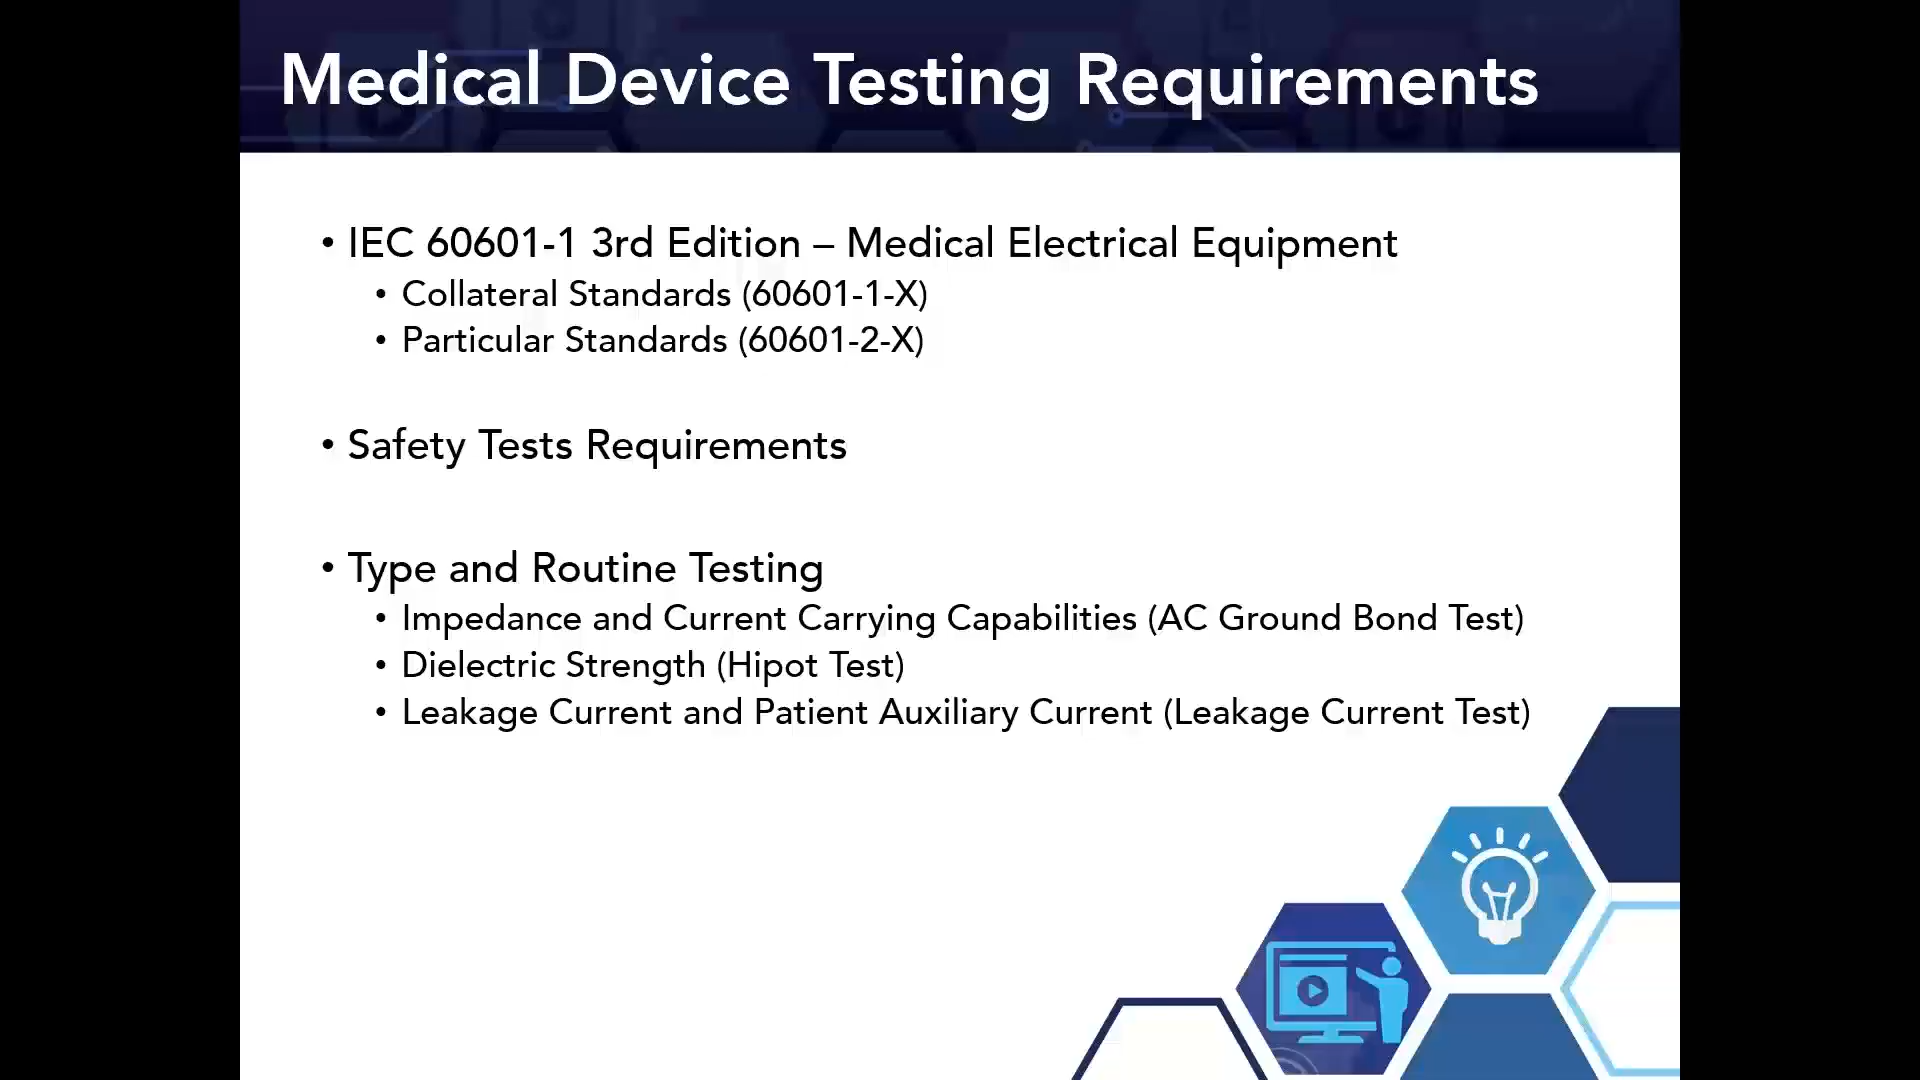 Medical Device Testing Requirements
• IEC 60601-1 3rd Edition – Medical Electrical Equipment
• Collateral Standards (60601-1-X)
• Particular Standards (60601-2-X)
• Safety Tests Requirements
• Type and Routine Testing
• Impedance and Current Carrying Capabilities (AC Ground Bond Test)
• Dielectric Strength (Hipot Test)
• Leakage Current and Patient Auxiliary Current (Leakage Current Test)